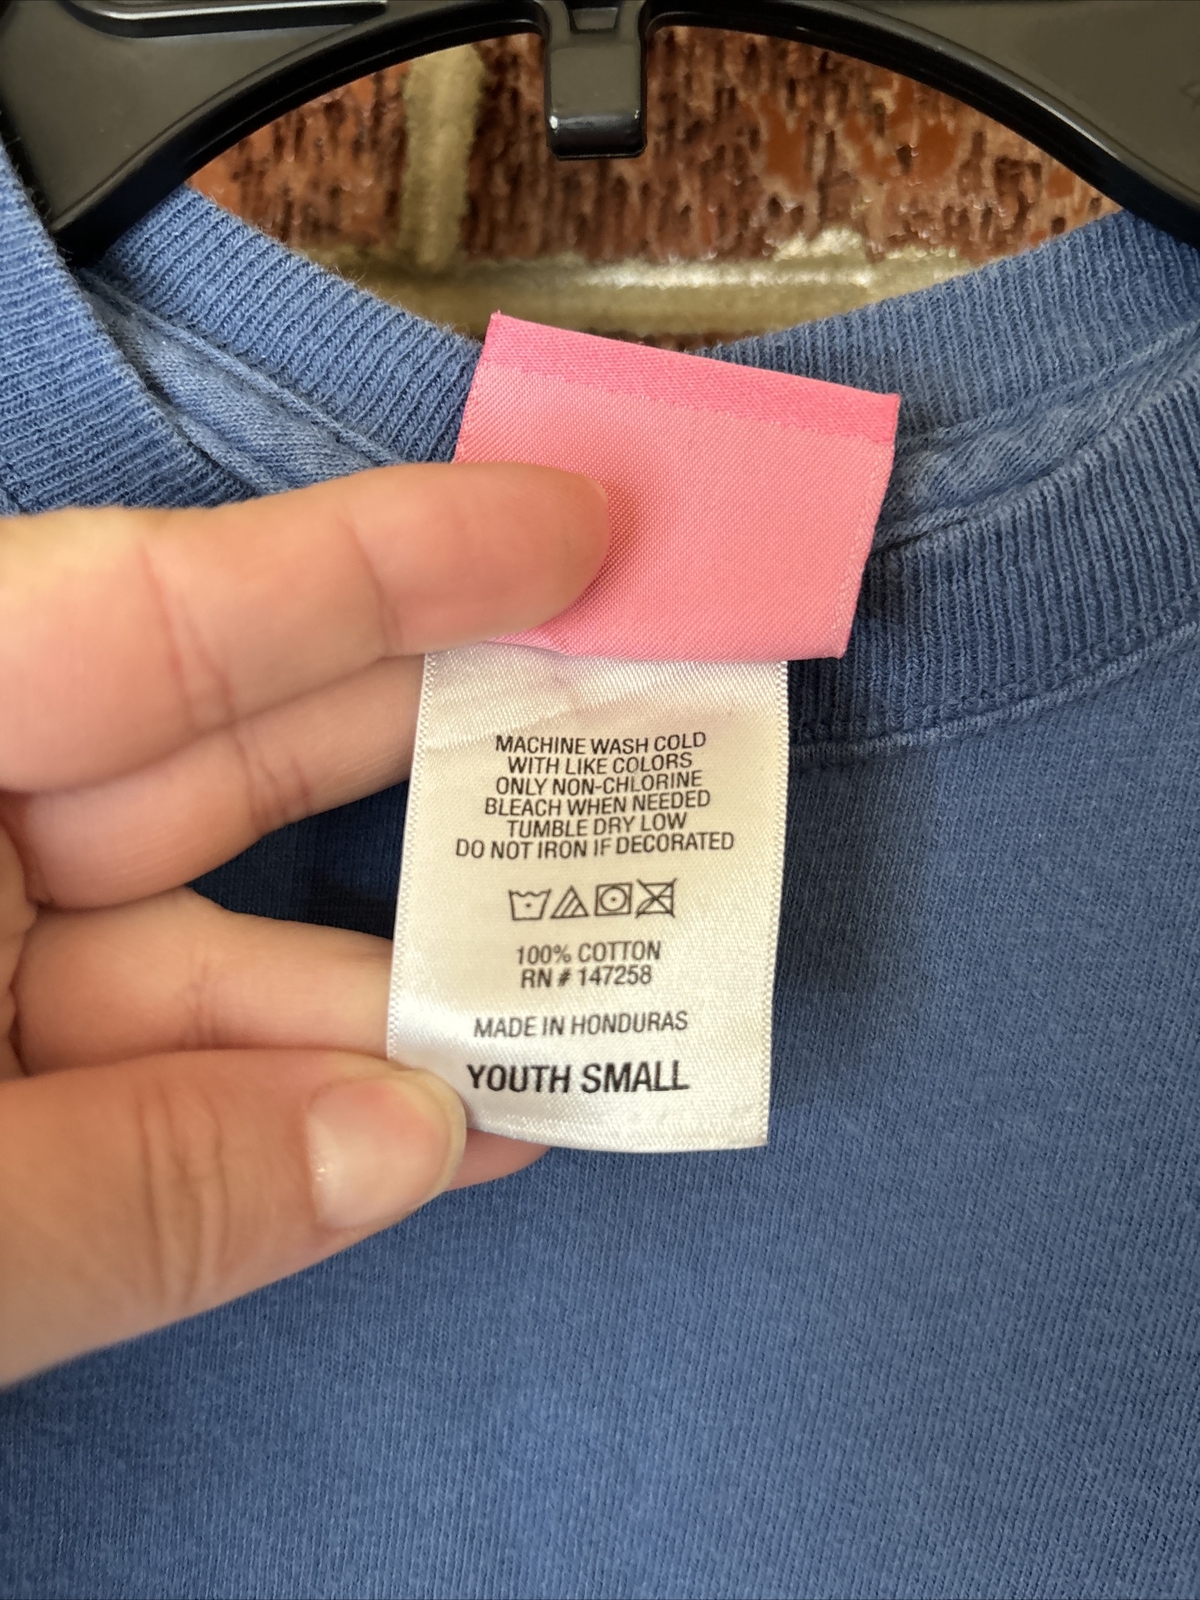 MACHINE WASH COLD
WITH LIKE COLORS
ONLY NON-CHLORINE
BLEACH WHEN NEEDED
TUMBLE DRY LOW
DO NOT IRON IF DECORATED
100% COTTON
RN # 147258
MADE IN HONDURAS
YOUTH SMALL